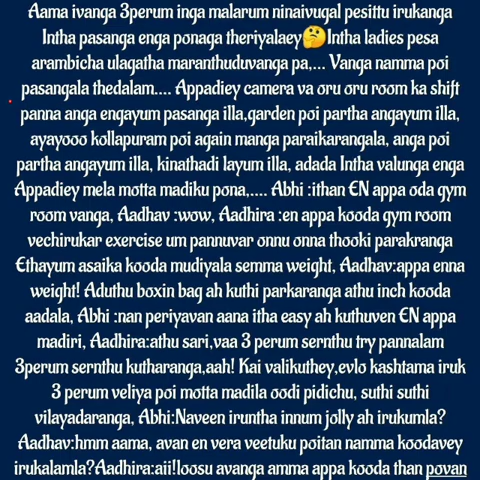 Aama ivanga 3perum inga malarum ninaivugal pesittu irukanga
Intha pasanga enga ponaga theriyalaey🤔Intha ladies pesa
arambicha ulagatha maranthuduvanga pa,... Vanga namma poi
pasangala thedalam.... Appadiey camera va oru oru room ka shift
panna anga engayum pasanga illa,garden poi partha angayum illa,
ayayooo kollapuram poi again manga paraikarangala, anga poi
partha angayum illa, kinathadi layum illa, adada Intha valunga enga
Appadiey mela motta madiku pona,.... Abhi :ithan EN appa oda gym
room vanga, Aadhav :wow, Aadhira :en appa kooda gym room
vechirukar exercise um pannuvar onnu onna thooki parakranga
Ethayum asaika kooda mudiyala semma weight, Aadhav:appa enna
weight! Aduthu boxin bag ah kuthi parkaranga athu inch kooda
aadala, Abhi :nan periyavan aana itha easy ah kuthuven EN appa
madiri, Aadhira:athu sari,vaa 3 perum sernthu try pannalam
3perum sernthu kutharanga,aah! Kai valikuthey,evlo kashtama iruk
3 perum veliya poi motta madila oodi pidichu, suthi suthi
vilayadaranga, Abhi:Naveen iruntha innum jolly ah irukumla?
Aadhav:hmm aama, avan en vera veetuku poitan namma koodavey
irukalamla?Aadhira:aii!loosu avanga amma appa kooda than povan